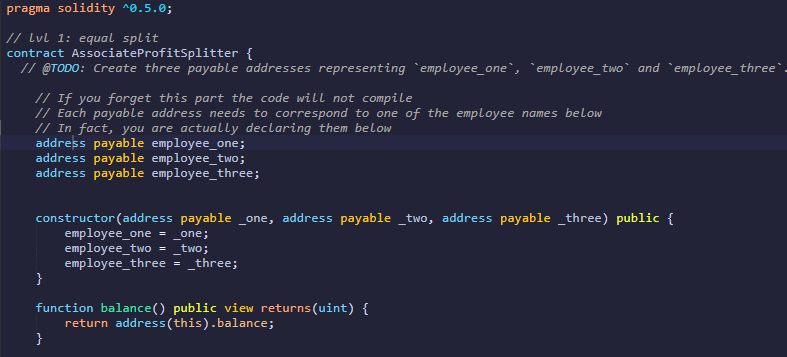 pragma solidity ^0.5.0;
// lvl 1: equal split
contract AssociateProfitSplitter {
// @TODO: Create three payable addresses representing `employee_one`, `employee_two` and `employee_three`.
// If you forget this part the code will not compile
// Each payable address needs to correspond to one of the employee names below
// In fact, you are actually declaring them below
address payable employee_one;
address payable employee_two;
address payable employee_three;
constructor(address payable _one, address payable _two, address payable _three) public {
employee_one = _one;
employee_two = _two;
employee_three = _three;
}
function balance() public view returns(uint) {
return address(this).balance;
}